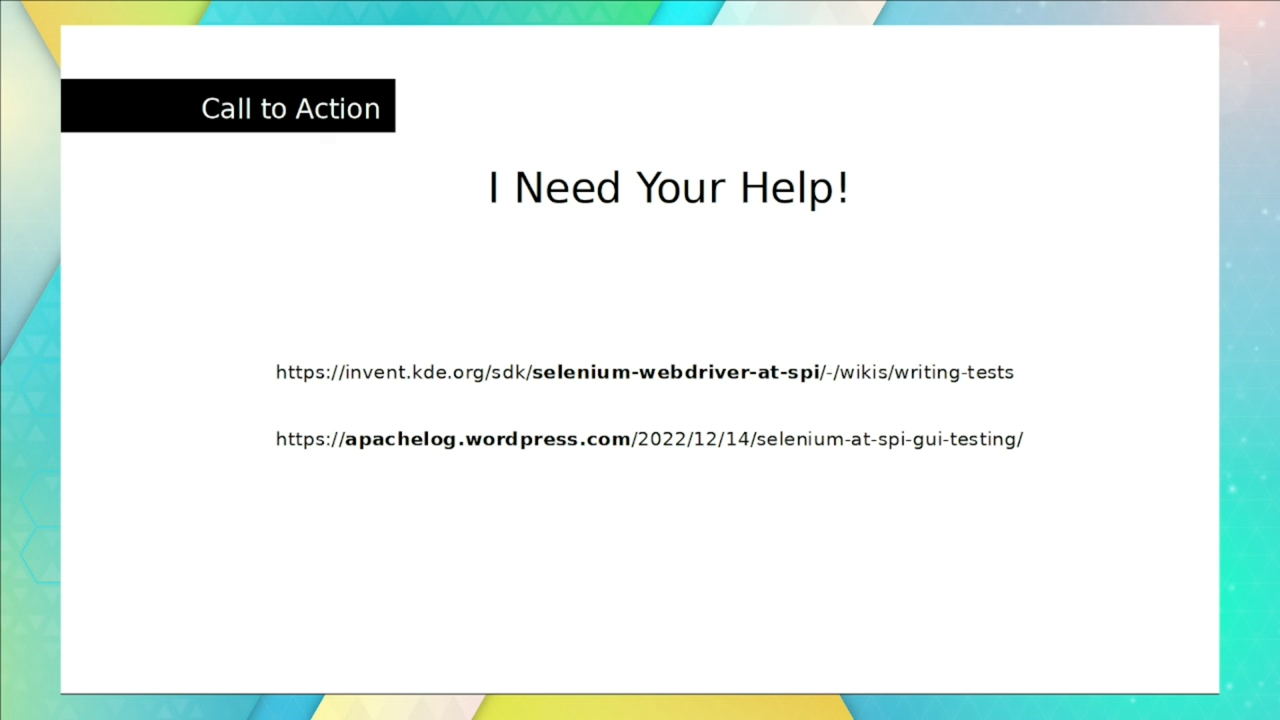 Call to Action
I Need Your Help!
https://invent.kde.org/sdk/selenium-webdriver-at-spi/-/wikis/writing-tests
https://apachelog.wordpress.com/2022/12/14/selenium-at-spi-gui-testing/